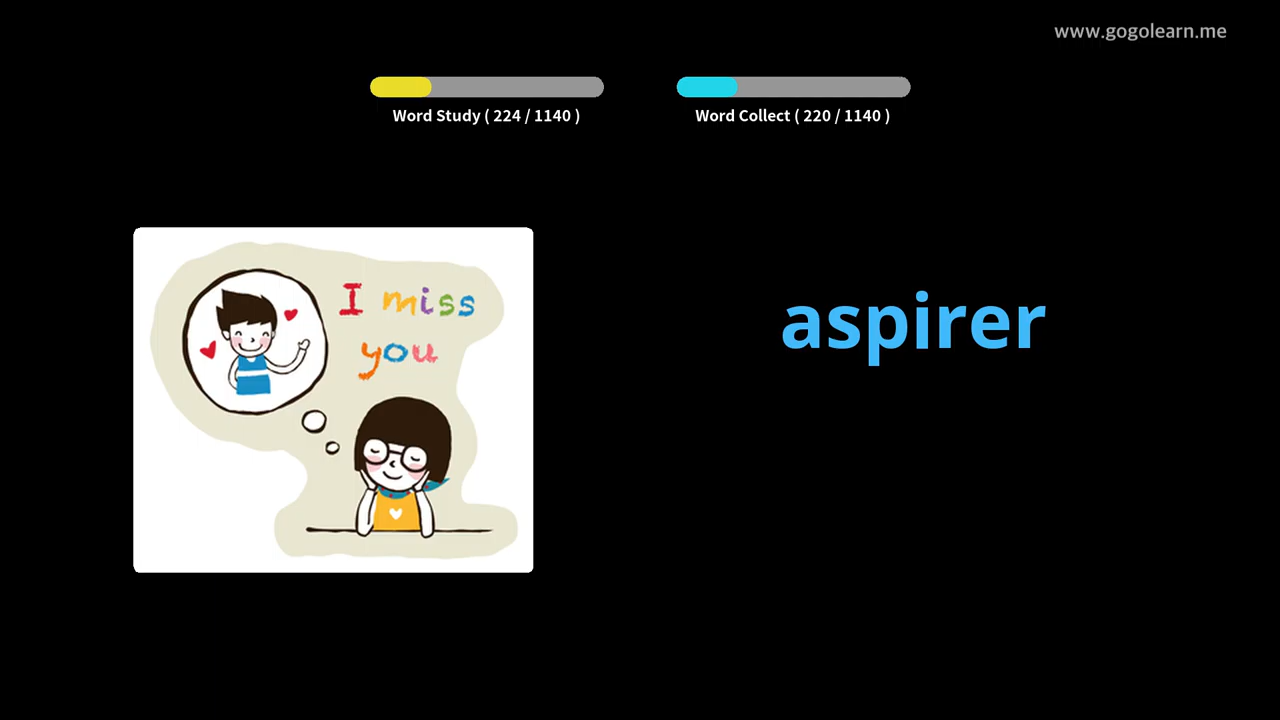 www.gogolearn.me
Word Study ( 224 / 1140 )
Word Collect ( 220 / 1140 )
I miss
you
aspirer